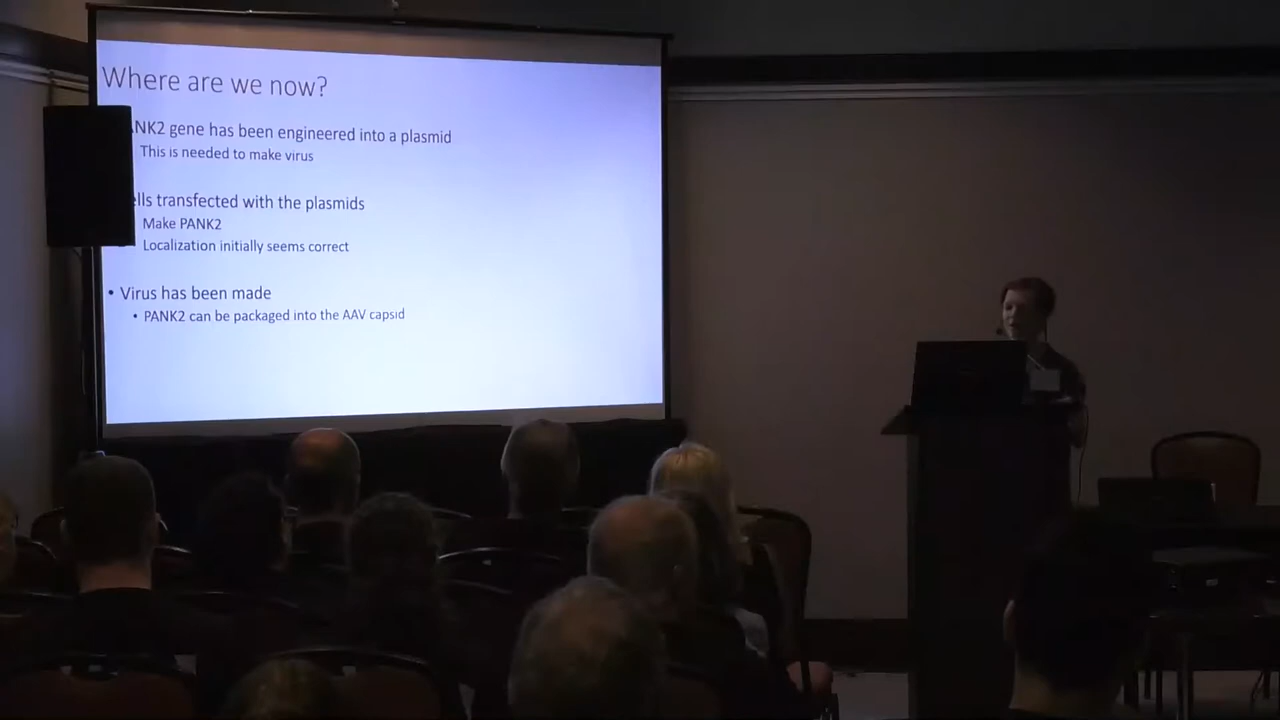 Where are we now?
ANK2 gene has been engineered into a plasmid
This is needed to make virus
ells transfected with the plasmids
Make PANK2
Localization initially seems correct
• Virus has been made
• PANK2 can be packaged into the AAV capsid